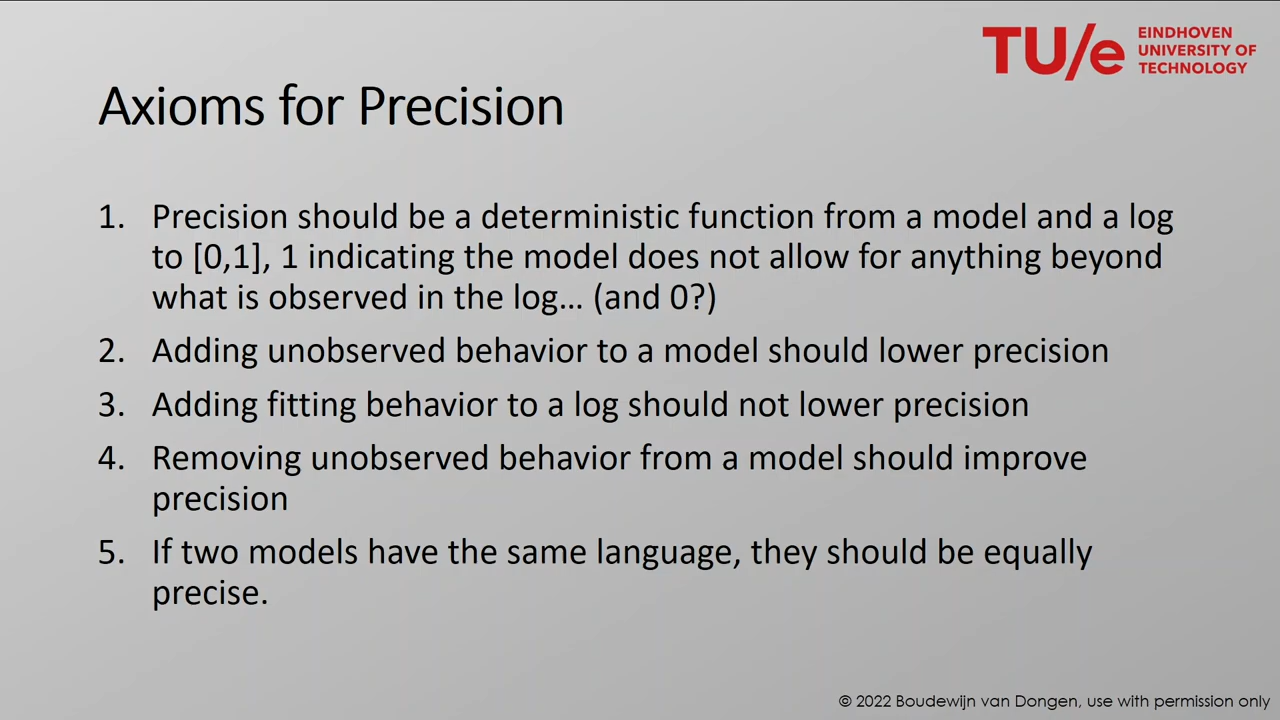 TU/e
EINDHOVEN
UNIVERSITY OF
TECHNOLOGY
Axioms for Precision
1. Precision should be a deterministic function from a model and a log
to [0,1], 1 indicating the model does not allow for anything beyond
what is observed in the log… (and 0?)
2. Adding unobserved behavior to a model should lower precision
3. Adding fitting behavior to a log should not lower precision
4. Removing unobserved behavior from a model should improve
precision
5. If two models have the same language, they should be equally
precise.
© 2022 Boudewijn van Dongen, use with permission only